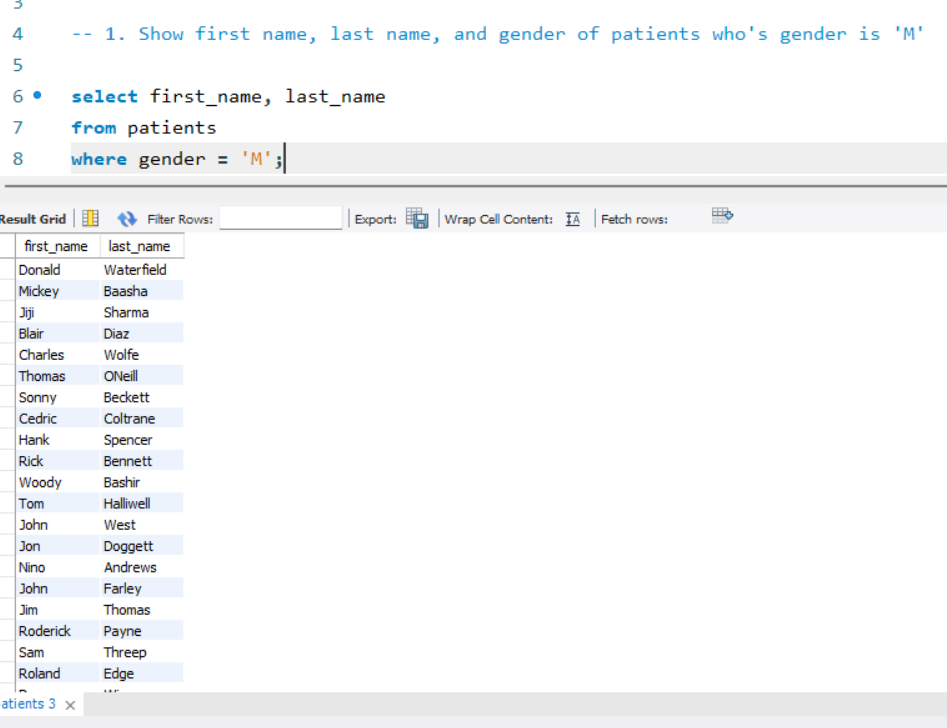 3
4 -- 1. Show first name, last name, and gender of patients who's gender is 'M'
5
6 select first_name, last_name
7 from patients
8 where gender = 'M';
Result Grid Filter Rows: Export: Wrap Cell Content: Fetch rows:
first_name last_name
Donald Waterfield
Mickey Baasha
Jiji Sharma
Blair Diaz
Charles Wolfe
Thomas ONeill
Sonny Beckett
Cedric Coltrane
Hank Spencer
Rick Bennett
Woody Bashir
Tom Halliwell
John West
Jon Doggett
Nino Andrews
John Farley
Jim Thomas
Roderick Payne
Sam Threep
Roland Edge
atients 3